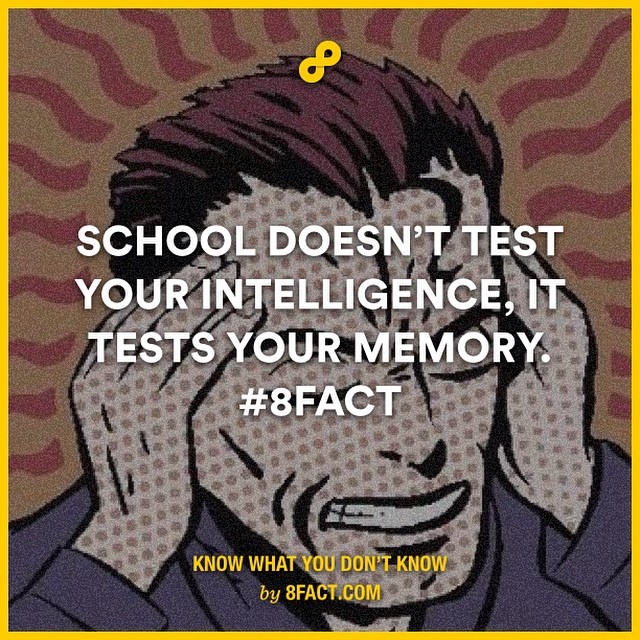 SCHOOL DOESN'T TEST
YOUR INTELLIGENCE, IT
TESTS YOUR MEMORY.
#8FACT
KNOW WHAT YOU DON'T KNOW
by 8FACT.COM